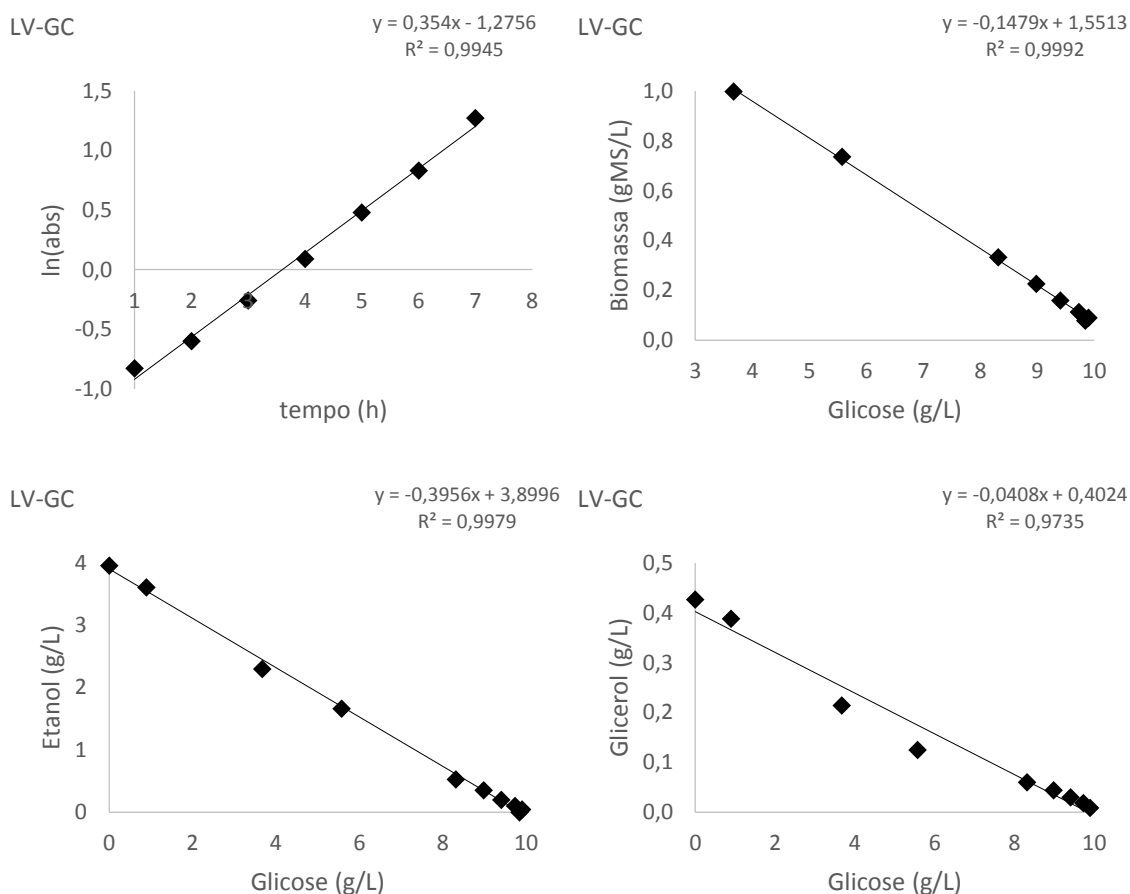 LV-GC
y = 0,354x - 1,2756
R² = 0,9945
1,5
1,0
0,5
0,0
-0,5
-1,0
1 2 3 4 5 6 7 8
ln(abs)
tempo (h)
LV-GC
y = -0,1479x + 1,5513
R² = 0,9992
1,0
0,8
0,6
0,4
0,2
0,0
3 4 5 6 7 8 9 10
Biomassa (gMS/L)
Glicose (g/L)
LV-GC
y = -0,3956x + 3,8996
R² = 0,9979
4
3
2
1
0
0 2 4 6 8 10
Etanol (g/L)
Glicose (g/L)
LV-GC
y = -0,0408x + 0,4024
R² = 0,9735
0,5
0,4
0,3
0,2
0,1
0,0
0 2 4 6 8 10
Glicerol (g/L)
Glicose (g/L)